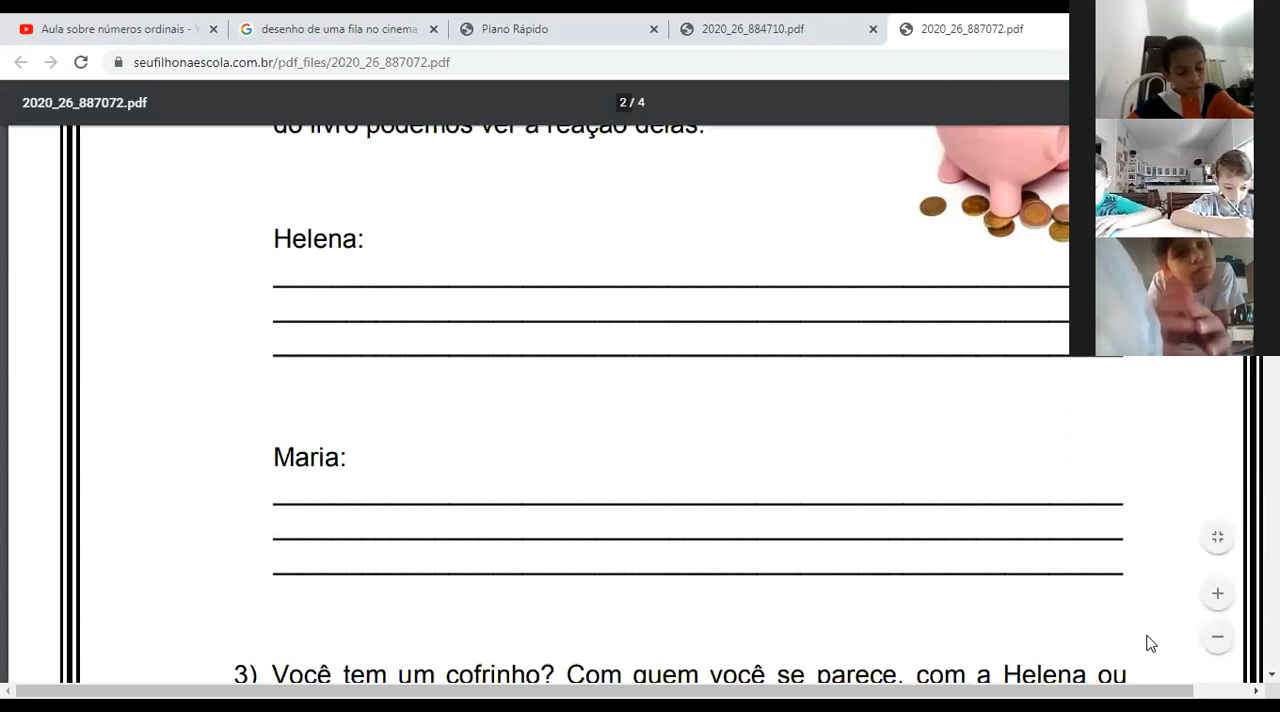 Aula sobre números ordinais - Y
desenho de uma fila no cinema
Plano Rápido
2020_26_884710.pdf
2020_26_887072.pdf
seufilhonaescola.com.br/pdf_files/2020_26_887072.pdf
2020_26_887072.pdf
2 / 4
do livro podemos ver a reação delas.
Helena:
Maria:
3) Você tem um cofrinho? Com quem você se parece, com a Helena ou